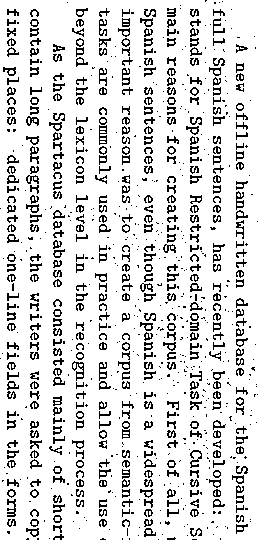 A new offline handwritten database for the Spanish
full Spanish sentences, has recently been developed:
stands for Spanish Restricted-domain Task of Cursive S
main reasons for creating this corpus. First of all,
Spanish sentences, even though Spanish is a widespread
important reason was to create a corpus from semantic-
tasks are commonly used in practice and allow the use
beyond the lexicon level in the recognition process.
As the Spartacus database consisted mainly of short
contain long paragraphs, the writers were asked to cop
fixed places: dedicated one-line fields in the forms.